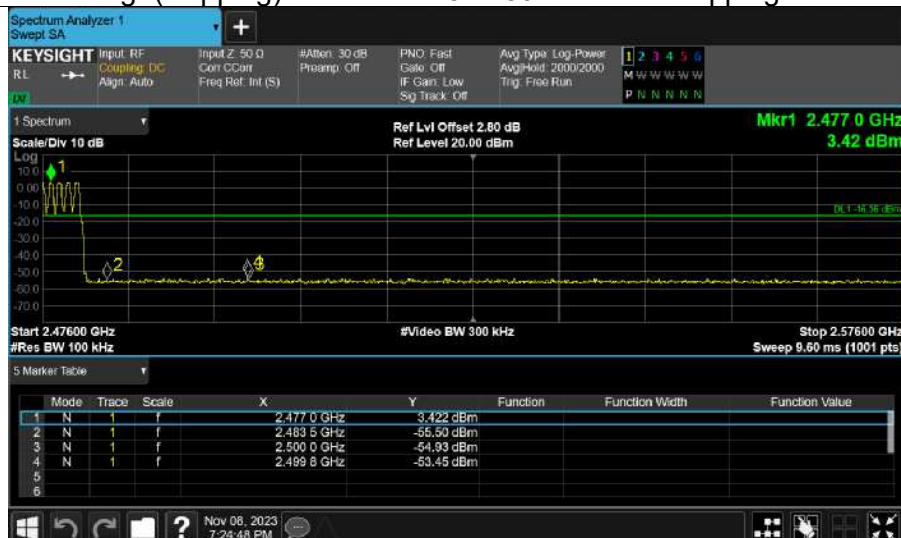 Spectrum Analyzer 1
Swept SA
+
KEYSIGHT Input: RF Input Z: 50 Ω #Atten: 30 dB PNO: Fast Avg Type: Log-Power 1 2 3 4 5 6
RL Coupling: DC Corr CCorr Preamp: Off Gate: Off Avg|Hold: 2000/2000 M W W W W W
Align: Auto Freq Ref: Int (S) IF Gain: Low Trig: Free Run
Sig Track: Off P N N N N N
1 Spectrum Ref Lvl Offset 2.80 dB Mkr1 2.477 0 GHz
Scale/Div 10 dB Ref Level 20.00 dBm 3.42 dBm
Log
10.0 1
0.00
-10.0 DL1 -16.56 dBm
-20.0
-30.0
-40.0 2
-50.0
-60.0
-70.0
Start 2.47600 GHz #Video BW 300 kHz Stop 2.57600 GHz
#Res BW 100 kHz Sweep 9.60 ms (1001 pts)
5 Marker Table
Mode Trace Scale X Y Function Function Width Function Value
1 N 1 f 2.477 0 GHz 3.422 dBm
2 N 1 f 2.483 5 GHz -55.50 dBm
3 N 1 f 2.500 0 GHz -54.93 dBm
4 N 1 f 2.499 8 GHz -53.45 dBm
5
6
? Nov 08, 2023
7:24:48 PM